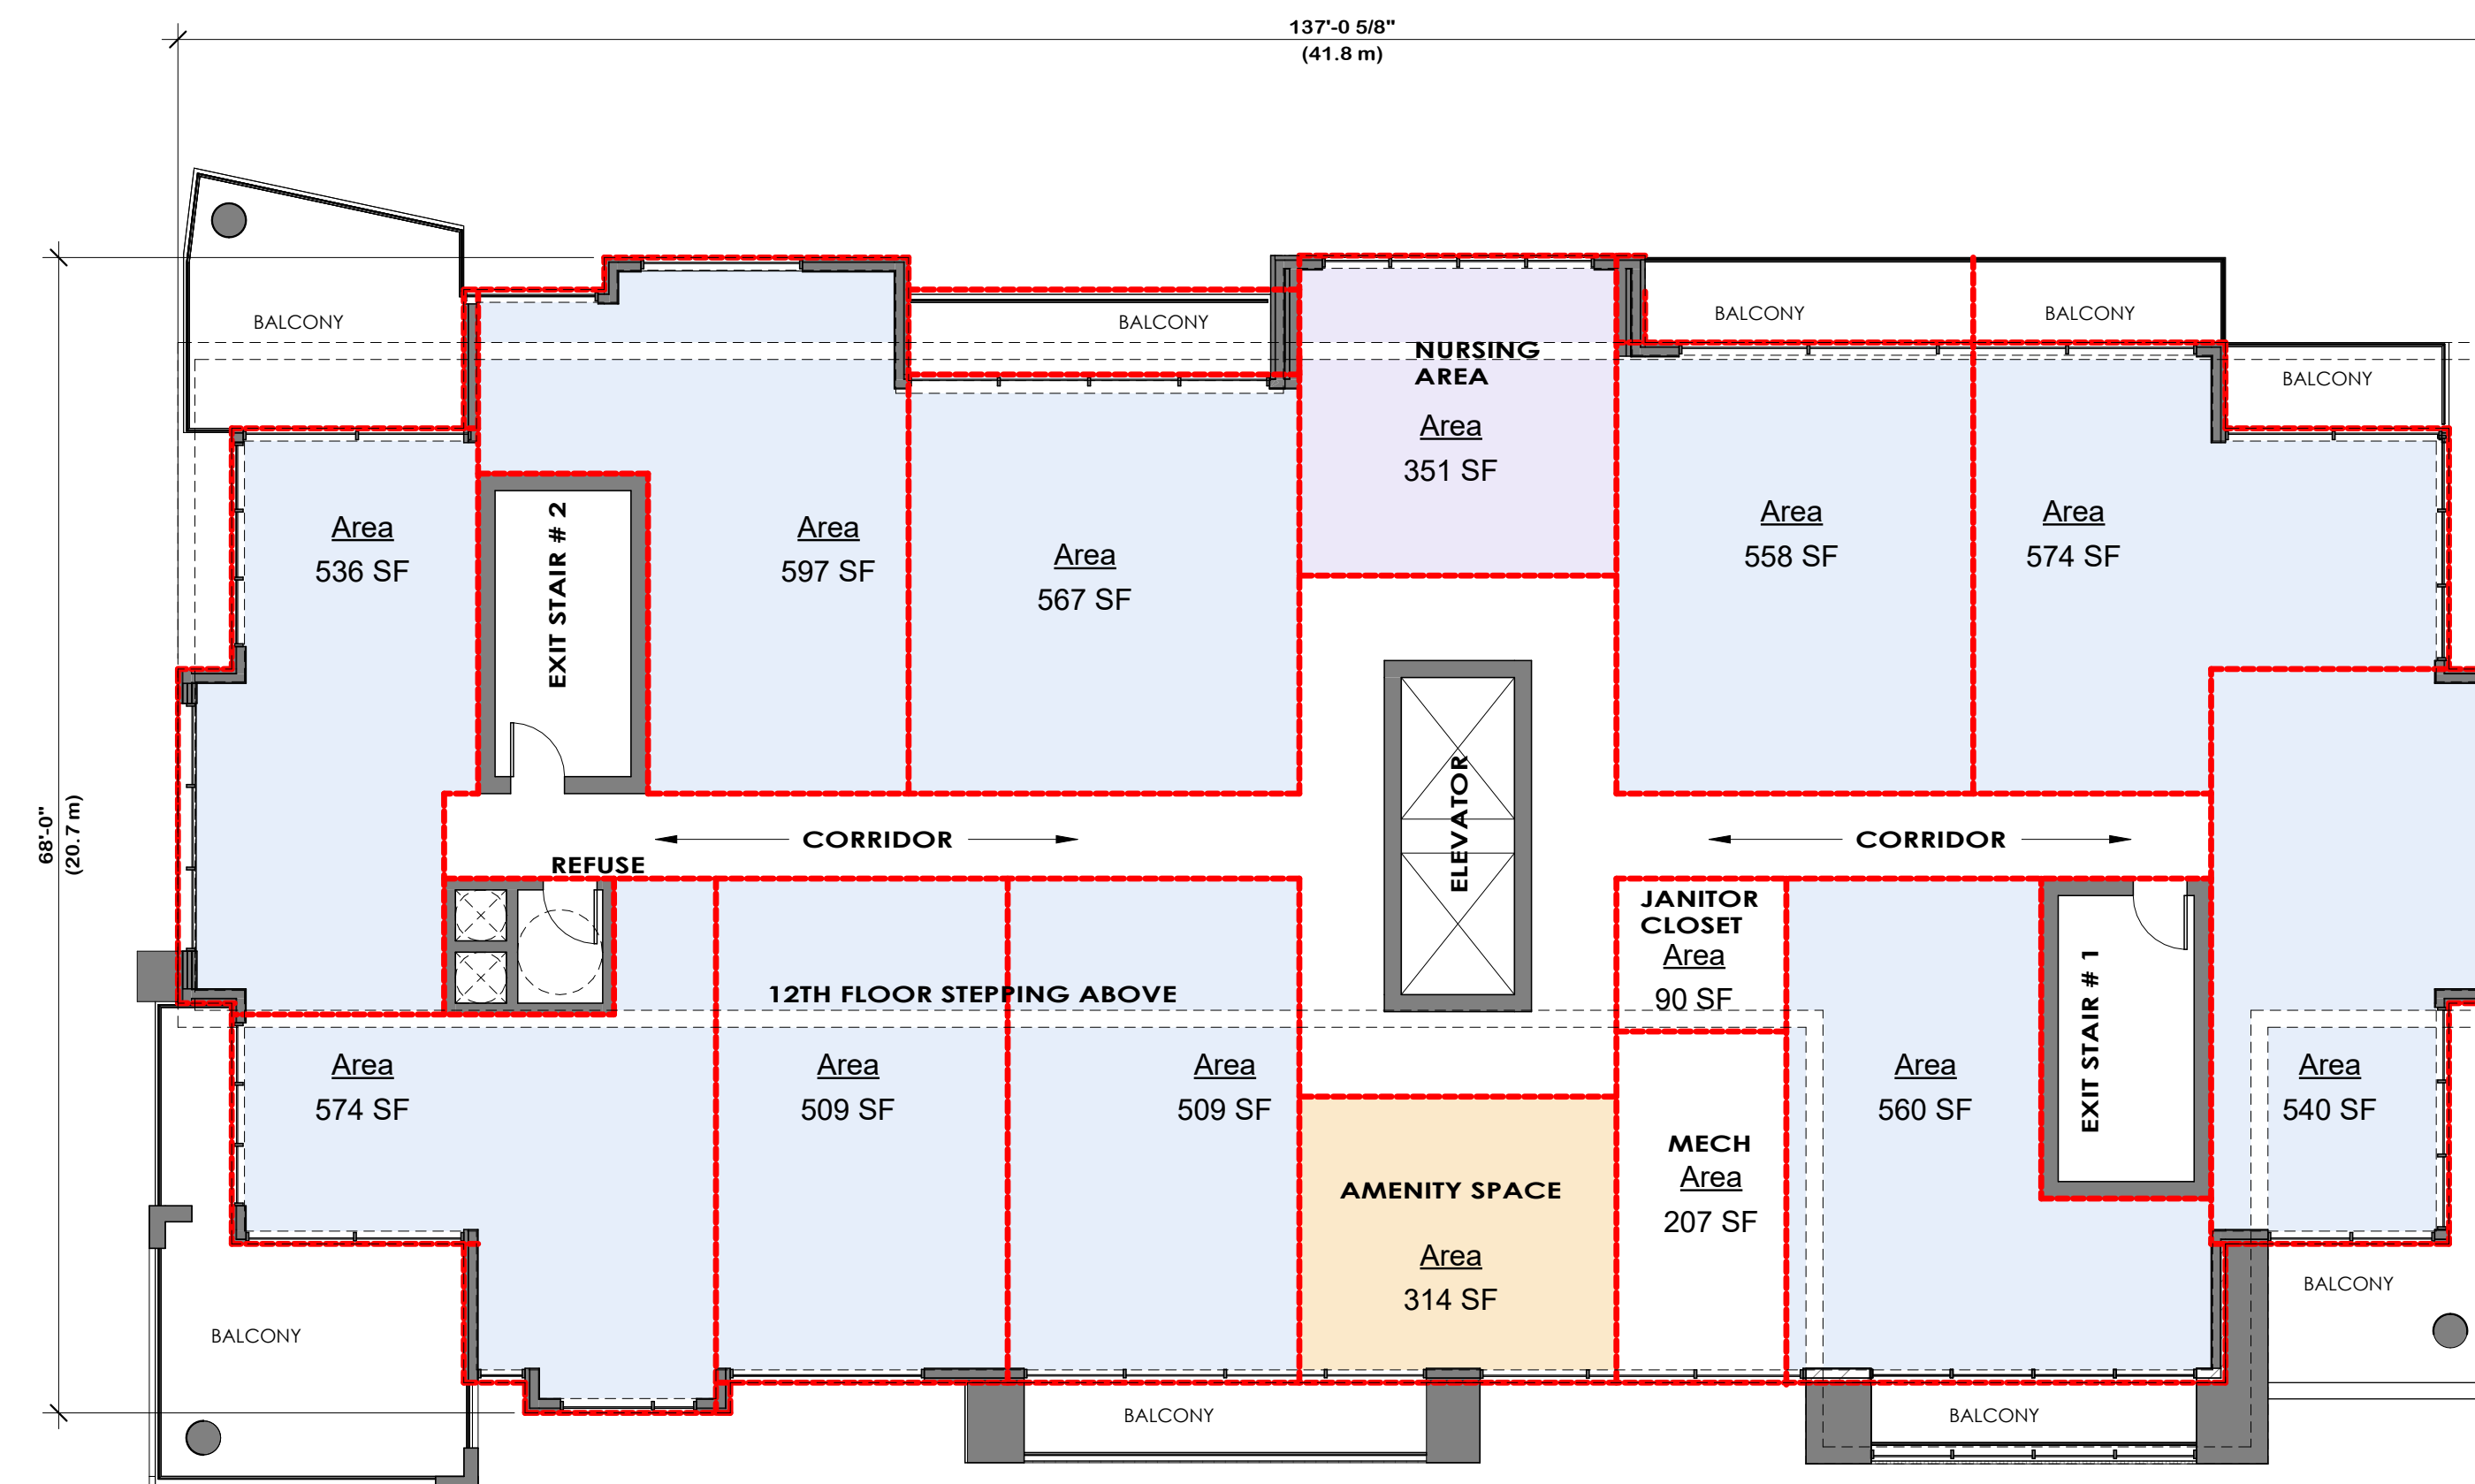 137'-0 5/8"
(41.8 m)
BALCONY
BALCONY
BALCONY
BALCONY
BALCONY
NURSING
AREA
Area
351 SF
Area
536 SF
EXIT STAIR # 2
Area
597 SF
Area
567 SF
Area
558 SF
Area
574 SF
68'-0"
(20.7 m)
CORRIDOR
ELEVATOR
CORRIDOR
REFUSE
JANITOR
CLOSET
Area
90 SF
12TH FLOOR STEPPING ABOVE
Area
574 SF
Area
509 SF
Area
509 SF
MECH
Area
207 SF
Area
560 SF
EXIT STAIR # 1
Area
540 SF
AMENITY SPACE
Area
314 SF
BALCONY
BALCONY
BALCONY
BALCONY